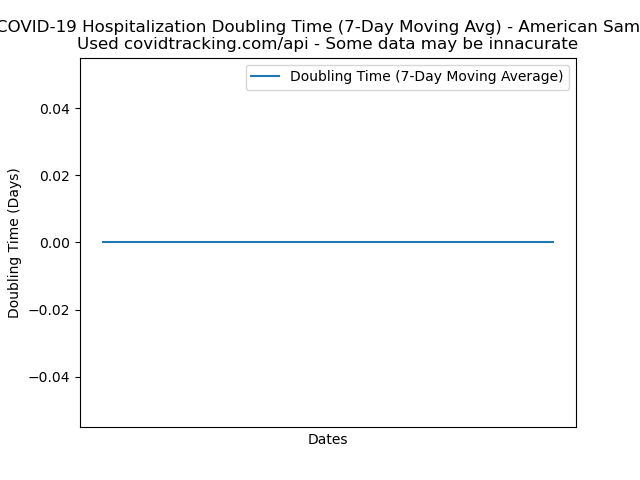 COVID-19 Hospitalization Doubling Time (7-Day Moving Avg) - American Sam
Used covidtracking.com/api - Some data may be innacurate
Doubling Time (7-Day Moving Average)
Doubling Time (Days)
0.04
0.02
0.00
−0.02
−0.04
Dates